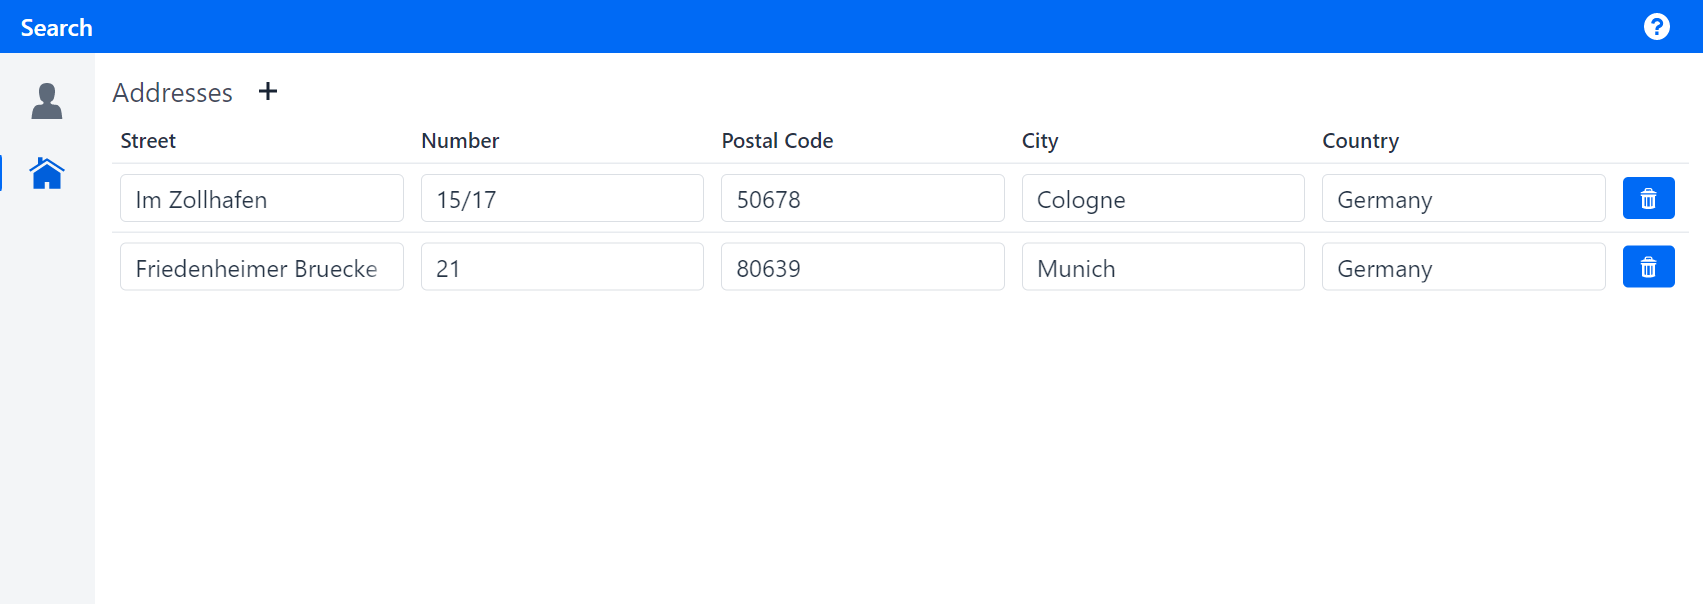 Search ?
Addresses +
Street Number Postal Code City Country
Im Zollhafen 15/17 50678 Cologne Germany
Friedenheimer Bruecke 21 80639 Munich Germany